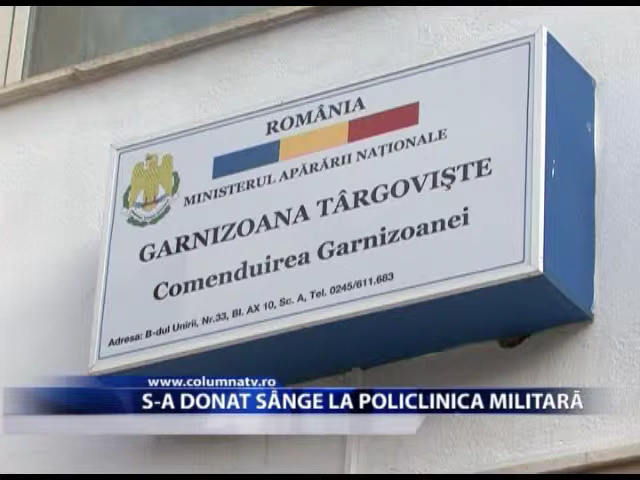 ROMÂNIA
MINISTERUL APĂRĂRII NAȚIONALE
GARNIZOANA TÂRGOVIȘTE
Comenduirea Garnizoanei
Adresa: B-dul Unirii, Nr.33, Bl. AX 10, Sc. A, Tel. 0245/611.663
www.columnatv.ro
S-A DONAT SÂNGE LA POLICLINICA MILITARĂ